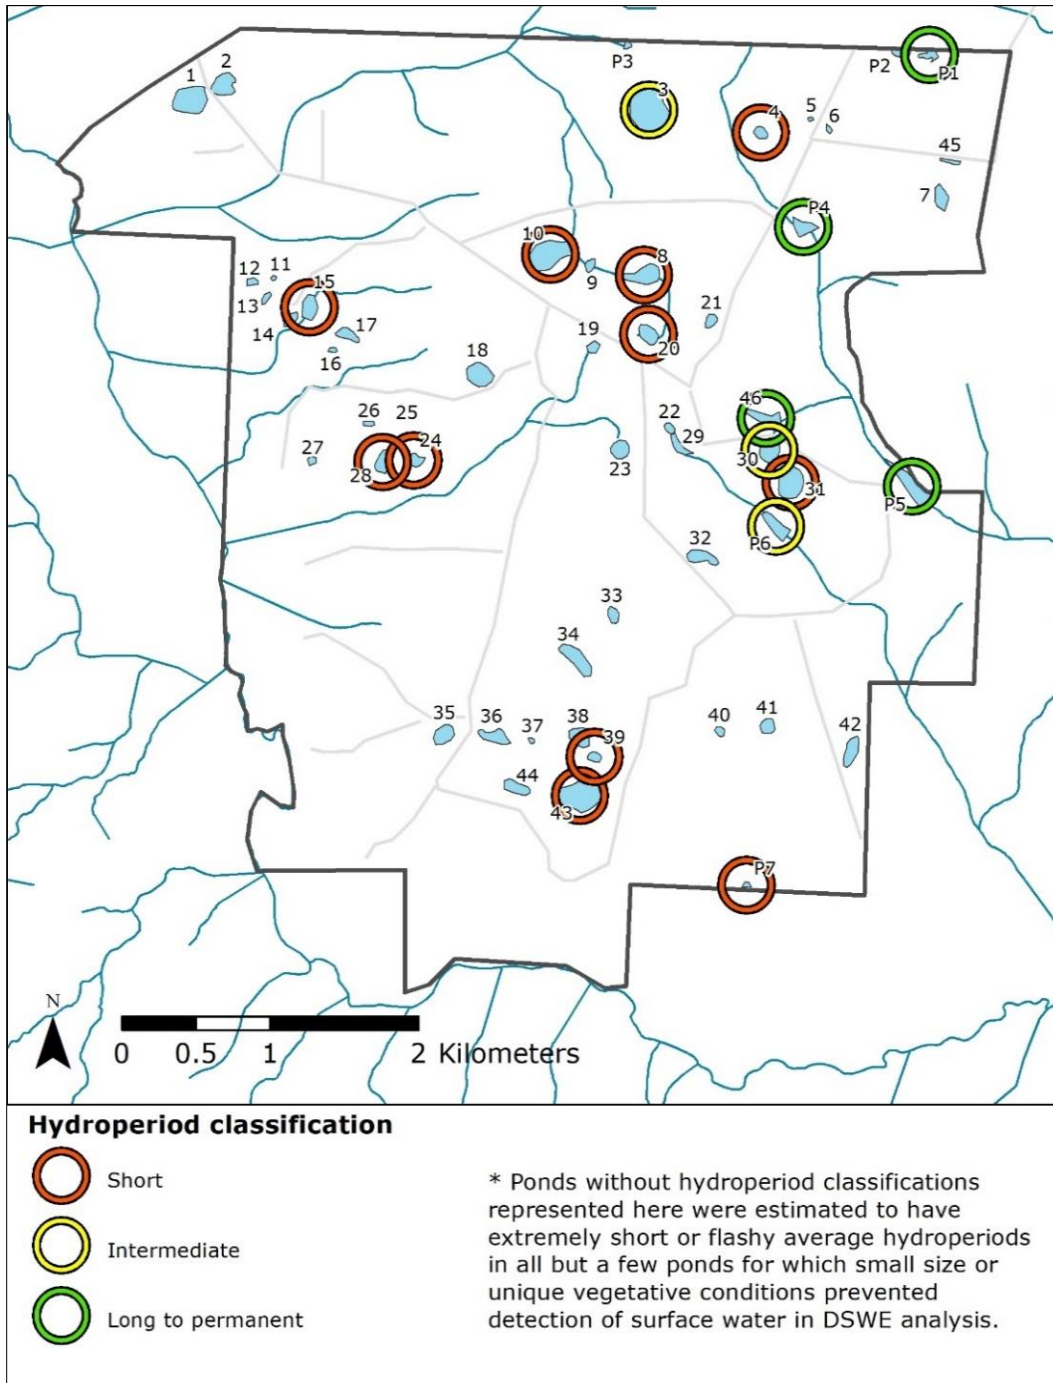 P3
P2
P1
2
1
3
4
5
6
45
7
P4
10
8
9
12
11
15
13
14
17
16
21
19
20
18
46
26
25
24
27
28
22
29
23
30
31
P5
P6
32
33
34
35
36
37
38
39
40
41
42
44
43
P7
N
0 0.5 1 2 Kilometers
Hydroperiod classification
Short
Intermediate
Long to permanent
* Ponds without hydroperiod classifications
represented here were estimated to have
extremely short or flashy average hydroperiods
in all but a few ponds for which small size or
unique vegetative conditions prevented
detection of surface water in DSWE analysis.